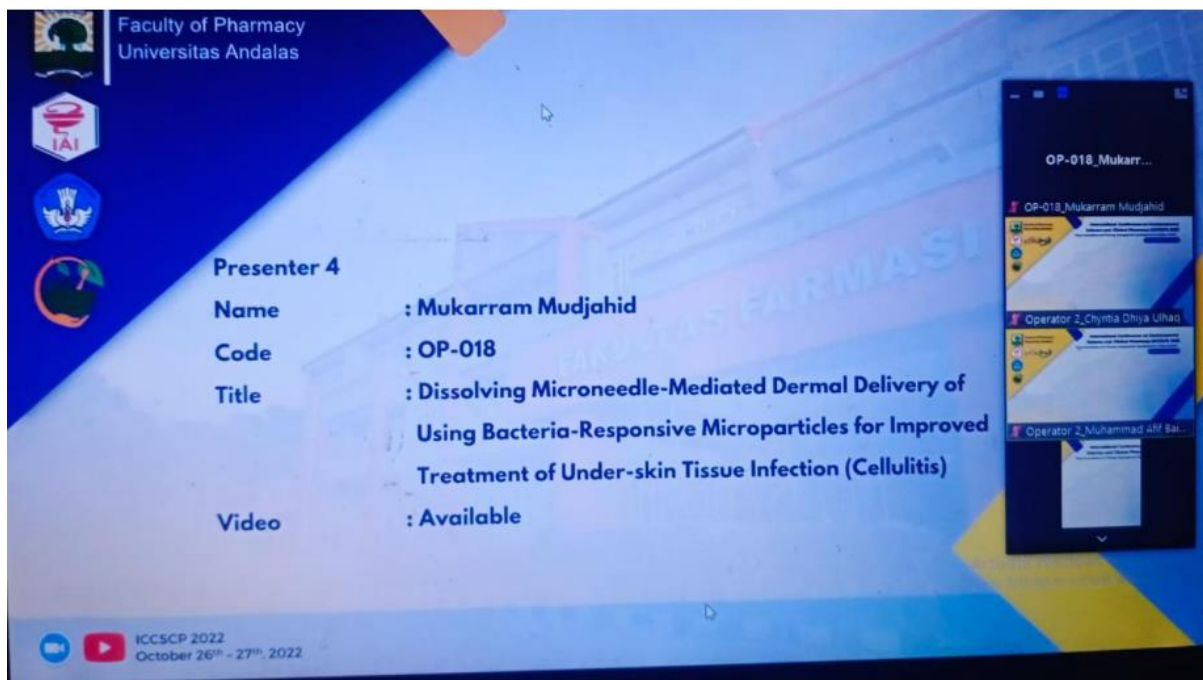 Faculty of Pharmacy
Universitas Andalas
IAI
FAKULTAS FARMASI
Presenter 4
Name : Mukarram Mudjahid
Code : OP-018
Title : Dissolving Microneedle-Mediated Dermal Delivery of
Using Bacteria-Responsive Microparticles for Improved
Treatment of Under-skin Tissue Infection (Cellulitis)
Video : Available
OP-018_Mukarr...
OP-018_Mukarram Mudjahid
Operator 2_Chyntia Dhiya Ulhaq
Operator 2_Muhammad Afif Bai...
ICCSCP 2022
October 26th - 27th, 2022